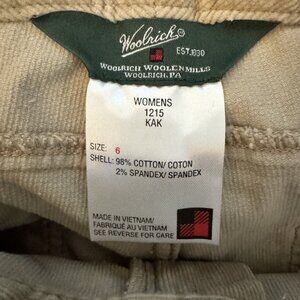 Woolrich
EST.1830
WOOLRICH WOOLEN MILLS
WOOLRICH, PA
WOMENS
1215
KAK
SIZE: 6
SHELL: 98% COTTON/ COTON
2% SPANDEX/ SPANDEX
MADE IN VIETNAM/
FABRIQUÉ AU VIETNAM
SEE REVERSE FOR CARE